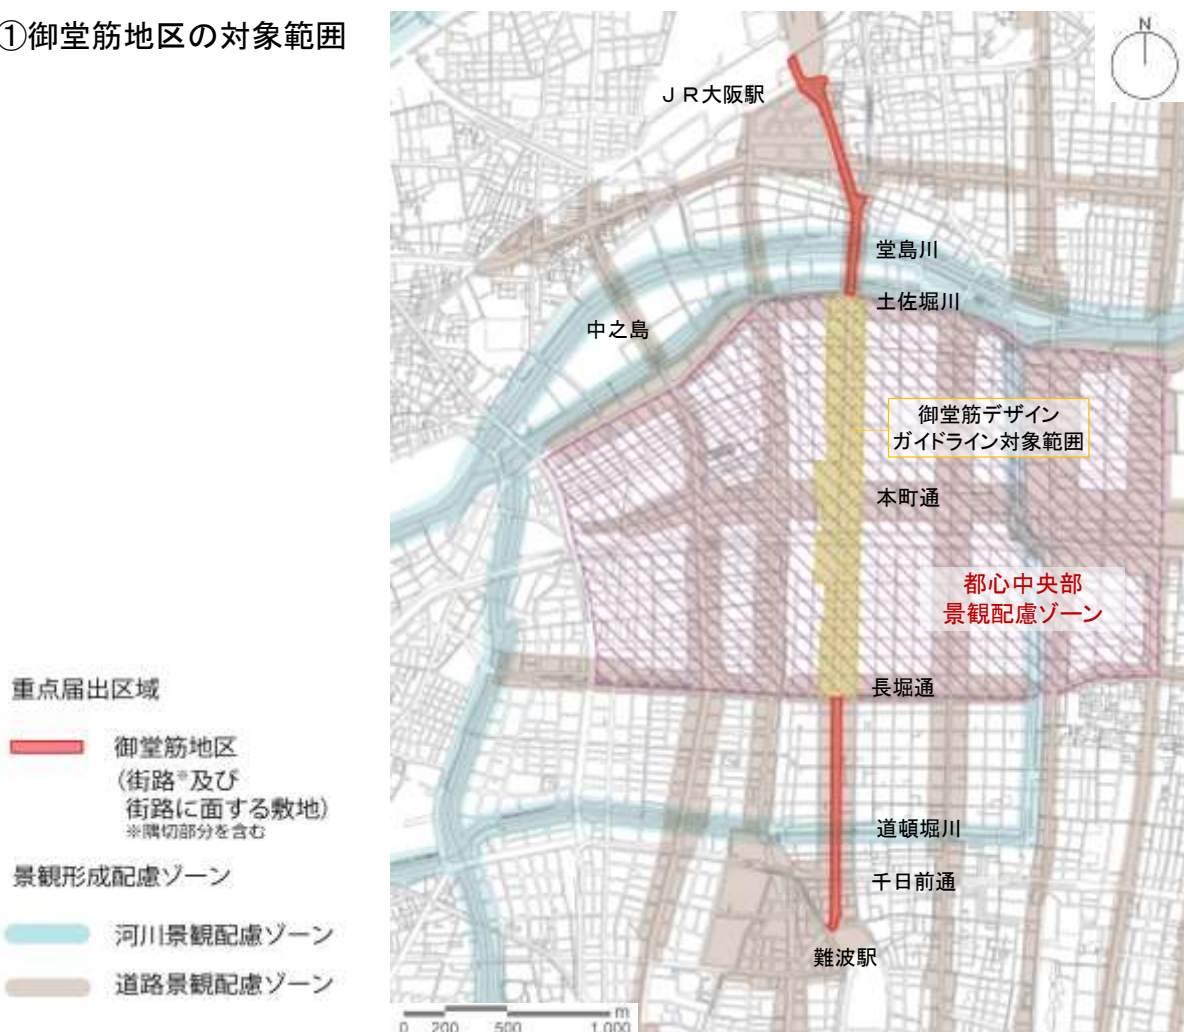 ①御堂筋地区の対象範囲
N
ＪＲ大阪駅
堂島川
土佐堀川
中之島
御堂筋デザイン
ガイドライン対象範囲
本町通
都心中央部
景観配慮ゾーン
長堀通
道頓堀川
千日前通
難波駅
重点届出区域
御堂筋地区
（街路※及び
街路に面する敷地）
※隅切部分を含む
景観形成配慮ゾーン
河川景観配慮ゾーン
道路景観配慮ゾーン
0 200 500 1,000 m